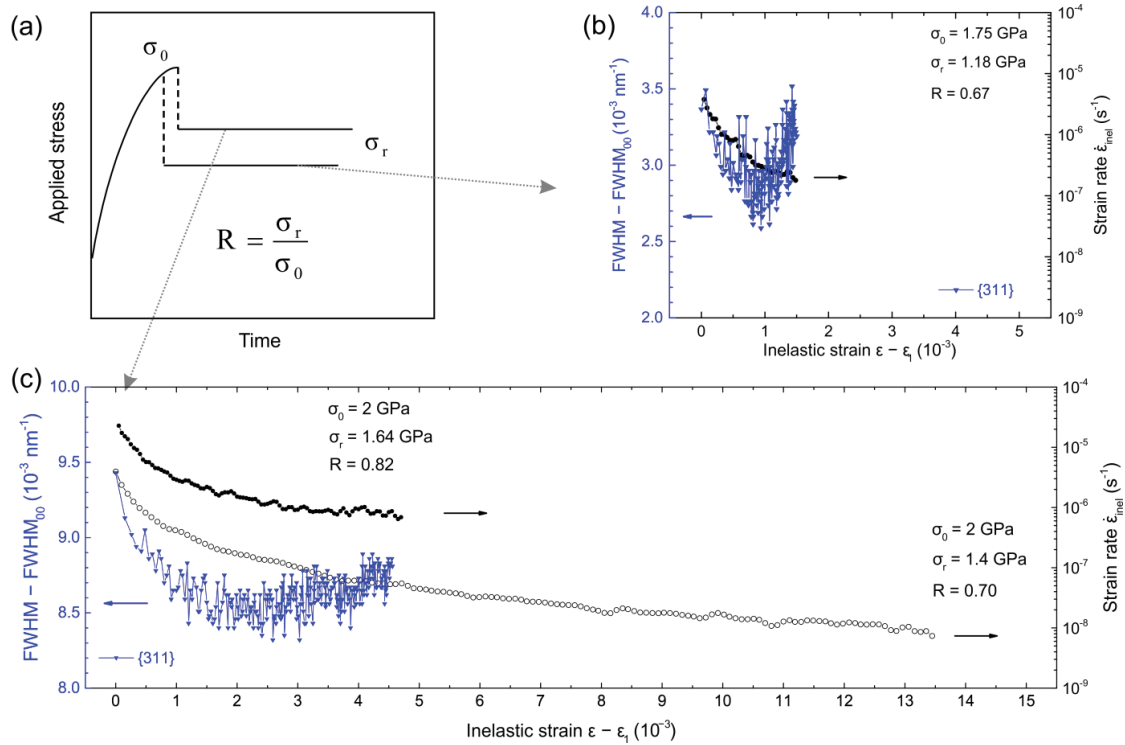 (a)
σ₀
σᵣ
R = σᵣ / σ₀
Applied stress
Time
(b)
4.0
3.5
3.0
2.5
2.0
FWHM − FWHM₀₀ (10⁻³ nm⁻¹)
σ₀ = 1.75 GPa
σᵣ = 1.18 GPa
R = 0.67
{311}
10⁻⁴
10⁻⁵
10⁻⁶
10⁻⁷
10⁻⁸
10⁻⁹
Strain rate ε̇ᵢₙₑₗ (s⁻¹)
0 1 2 3 4 5
Inelastic strain ε − ε₁ (10⁻³)
(c)
10.0
9.5
9.0
8.5
8.0
FWHM − FWHM₀₀ (10⁻³ nm⁻¹)
σ₀ = 2 GPa
σᵣ = 1.64 GPa
R = 0.82
σ₀ = 2 GPa
σᵣ = 1.4 GPa
R = 0.70
{311}
10⁻⁴
10⁻⁵
10⁻⁶
10⁻⁷
10⁻⁸
10⁻⁹
Strain rate ε̇ᵢₙₑₗ (s⁻¹)
0 1 2 3 4 5 6 7 8 9 10 11 12 13 14 15
Inelastic strain ε − ε₁ (10⁻³)